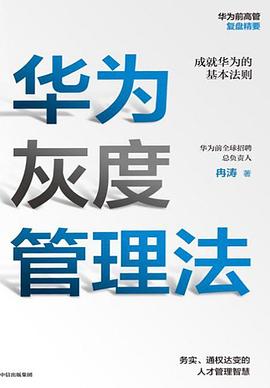 华为前高管
复盘精要
成就华为的
基本法则
华为
灰度
管理法
华为前全球招聘
总负责人
冉涛 著
务实、通权达变的
人才管理智慧
中信出版集团